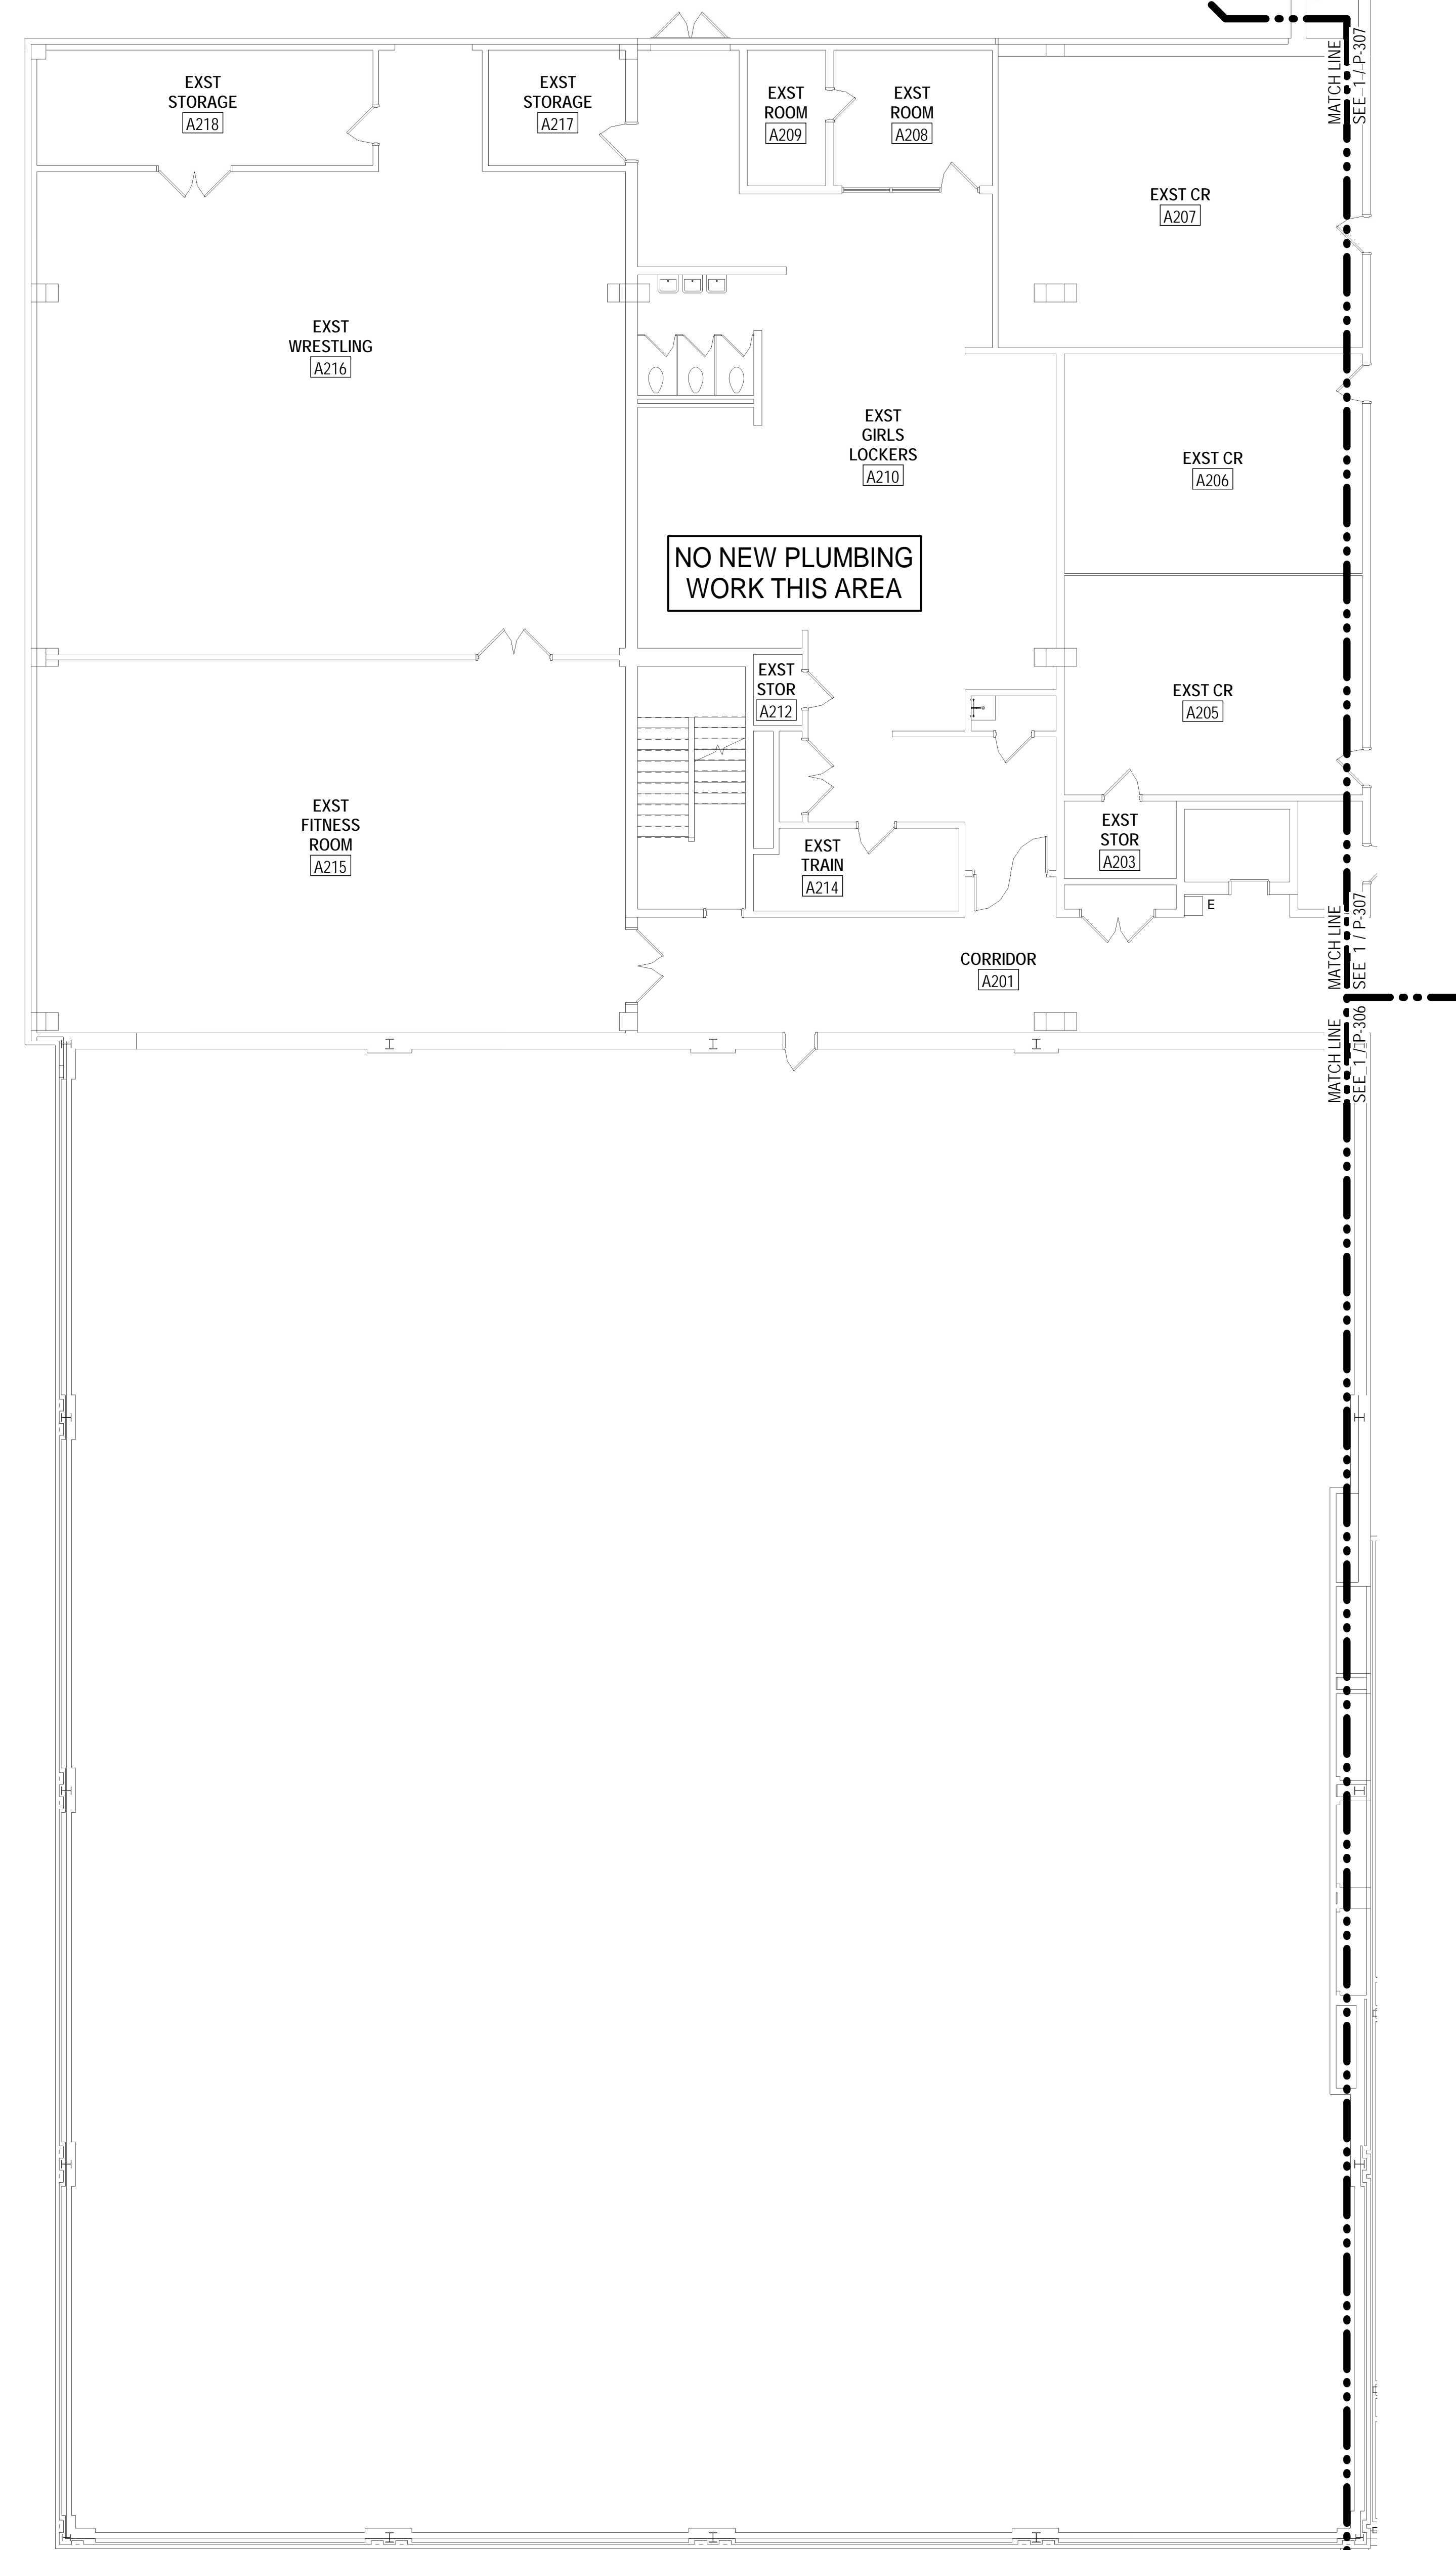 MATCH LINE
SEE 1 / P-307
EXST
STORAGE
A218
EXST
STORAGE
A217
EXST
ROOM
A209
EXST
ROOM
A208
EXST CR
A207
EXST
WRESTLING
A216
EXST
GIRLS
LOCKERS
A210
EXST CR
A206
NO NEW PLUMBING
WORK THIS AREA
EXST
STOR
A212
EXST CR
A205
EXST
FITNESS
ROOM
A215
EXST
TRAIN
A214
EXST
STOR
A203
E
CORRIDOR
A201
MATCH LINE
SEE 1 / P-307
MATCH LINE
SEE 1 / P-306